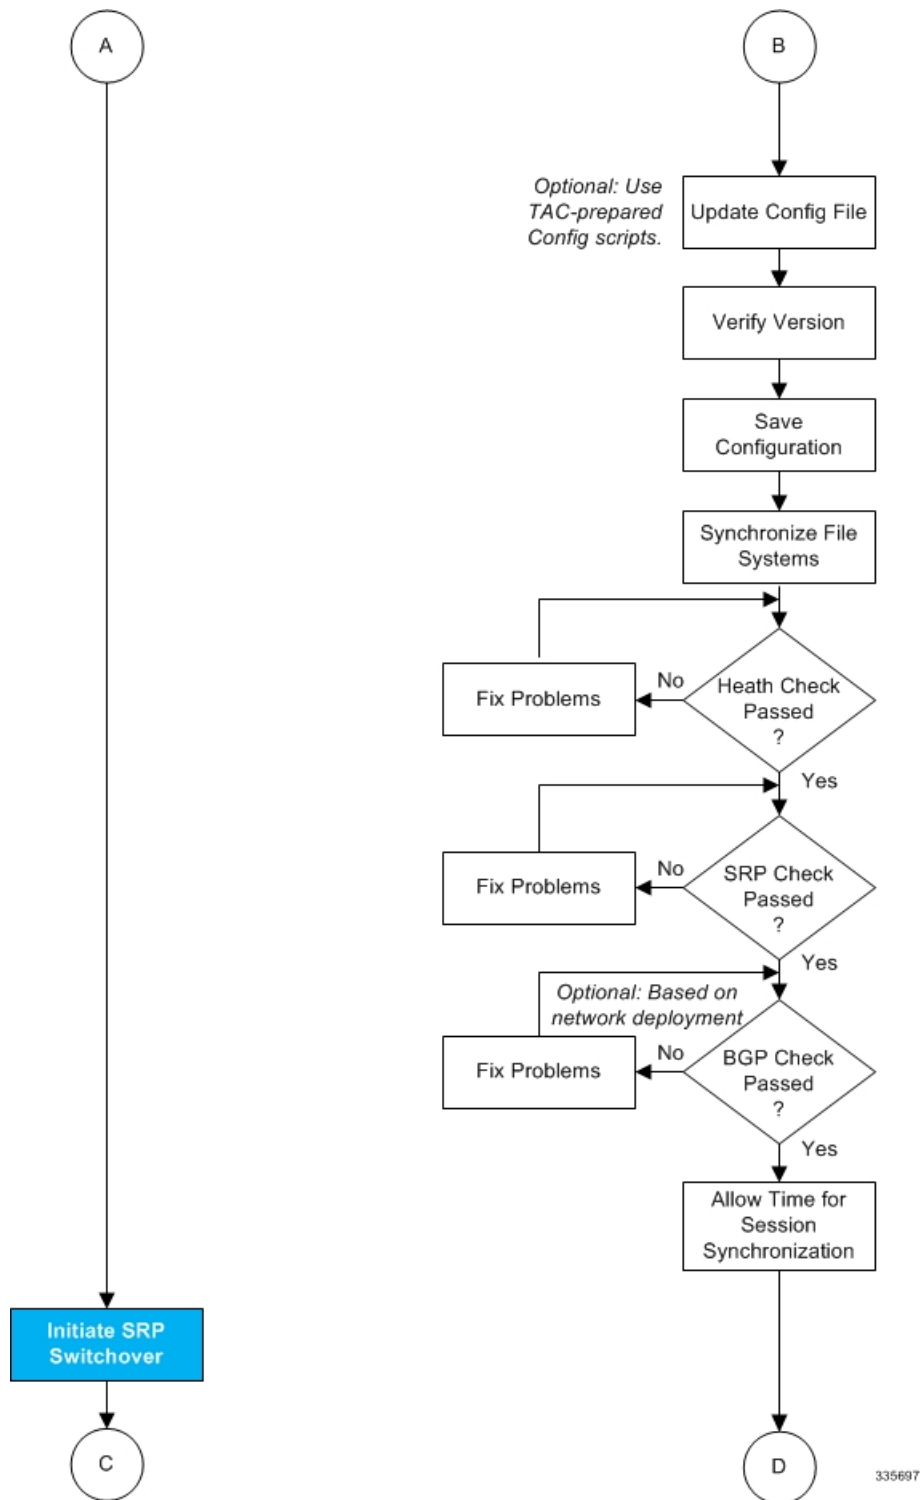 A
B
Optional: Use
TAC-prepared
Config scripts.
Update Config File
Verify Version
Save
Configuration
Synchronize File
Systems
Fix Problems
No
Heath Check
Passed
?
Yes
Fix Problems
No
SRP Check
Passed
?
Yes
Optional: Based on
network deployment
Fix Problems
No
BGP Check
Passed
?
Yes
Allow Time for
Session
Synchronization
Initiate SRP
Switchover
C
D
335697